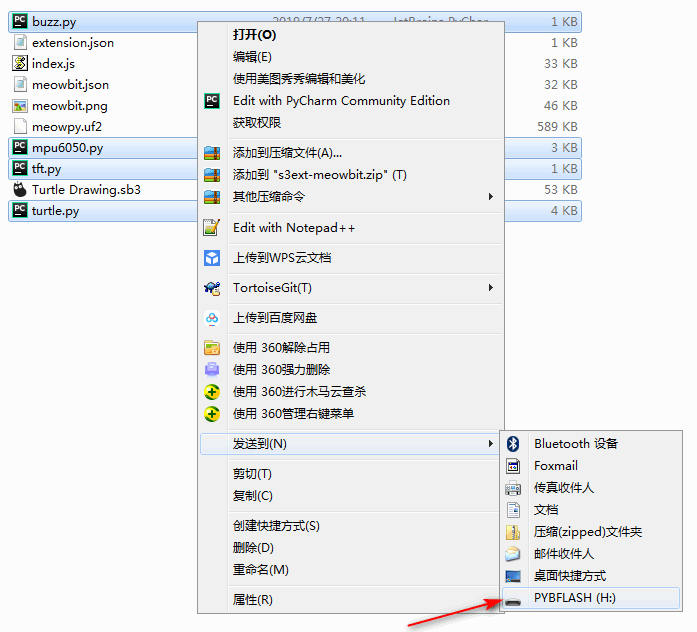 buzz.py 1 KB
extension.json 1 KB
index.js 33 KB
meowbit.json 32 KB
meowbit.png 46 KB
meowpy.uf2 589 KB
mpu6050.py 3 KB
tft.py 1 KB
Turtle Drawing.sb3 53 KB
turtle.py 4 KB
打开(O)
编辑(E)
使用美图秀秀编辑和美化
Edit with PyCharm Community Edition
获取权限
添加到压缩文件(A)...
添加到 "s3ext-meowbit.zip" (T)
其他压缩命令
Edit with Notepad++
上传到WPS云文档
TortoiseGit(T)
上传到百度网盘
使用 360解除占用
使用 360强力删除
使用 360进行木马云查杀
使用 360管理右键菜单
发送到(N)
剪切(T)
复制(C)
创建快捷方式(S)
删除(D)
重命名(M)
属性(R)
Bluetooth 设备
Foxmail
传真收件人
文档
压缩(zipped)文件夹
邮件收件人
桌面快捷方式
PYBFLASH (H:)